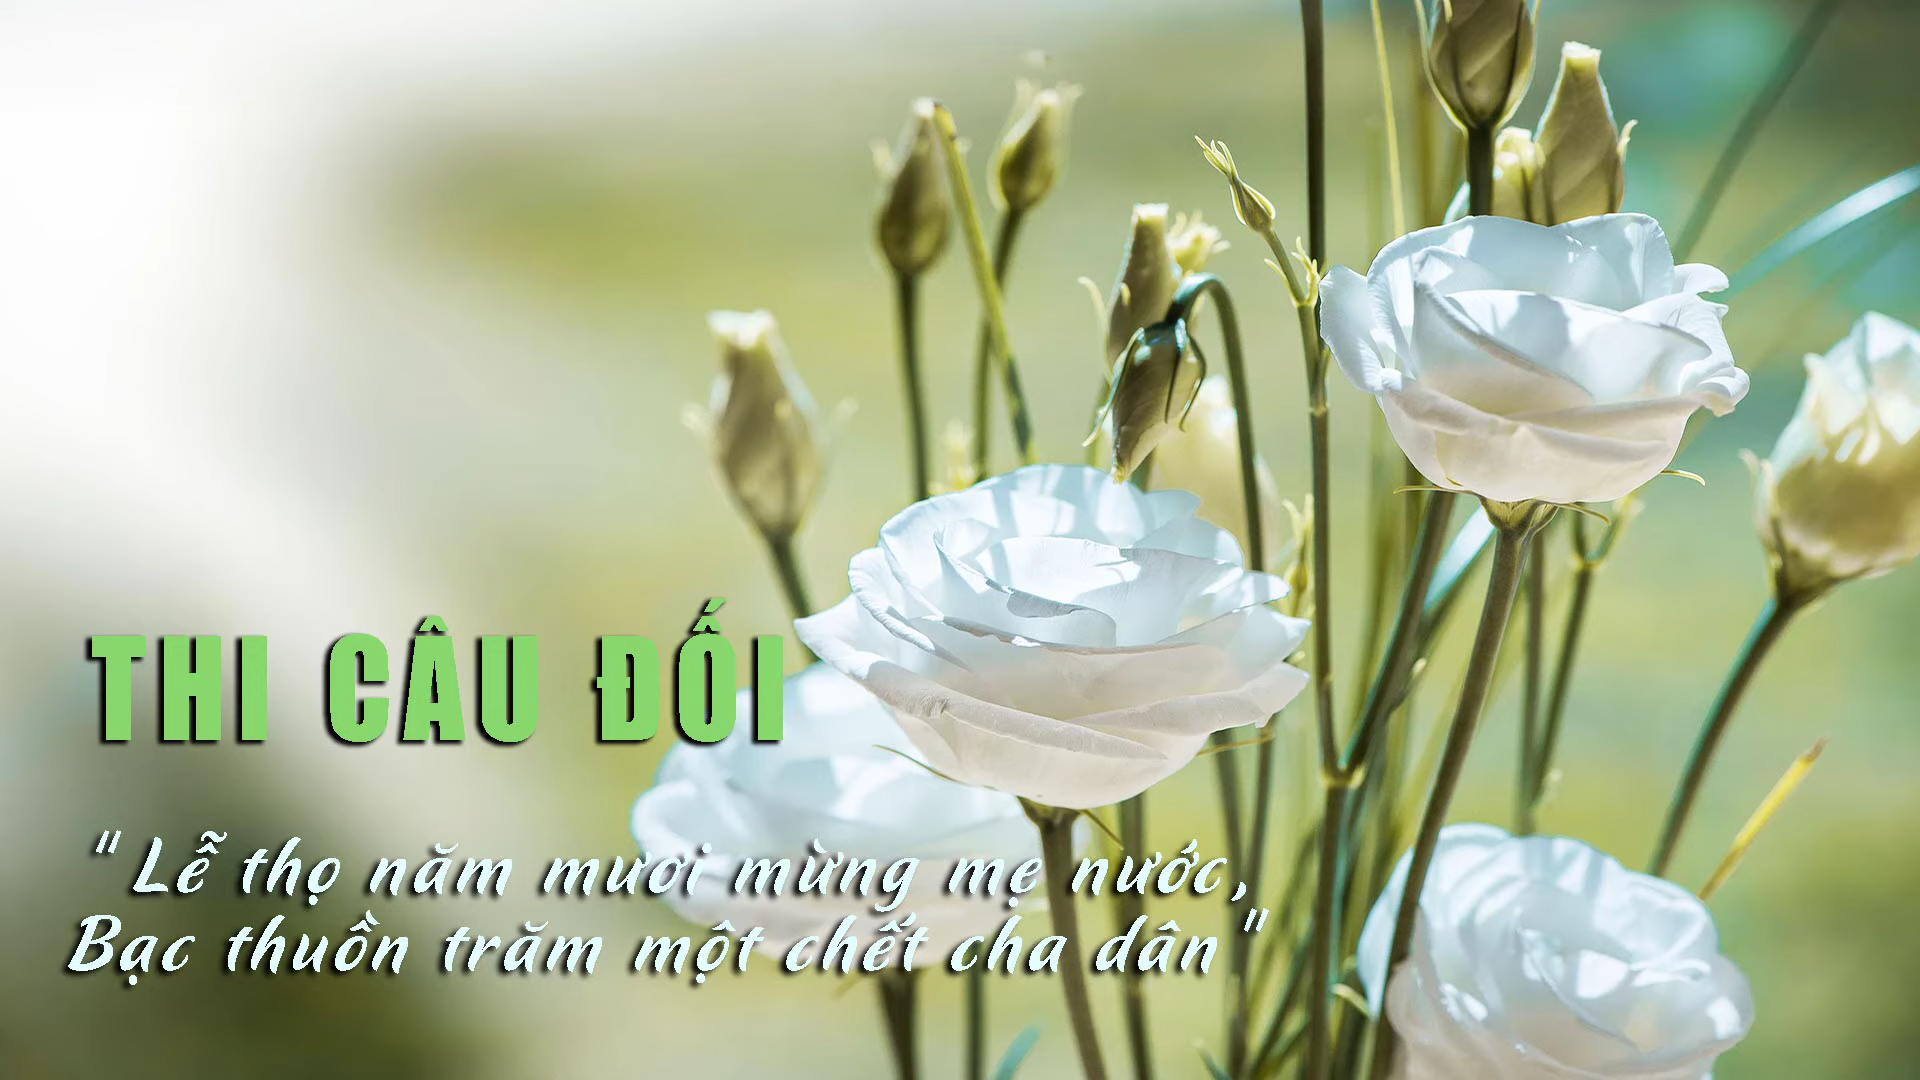 THI CÂU ĐỐI
" Lễ thọ năm mươi mừng mẹ nước,
Bạc thuồn trăm một chết cha dân "